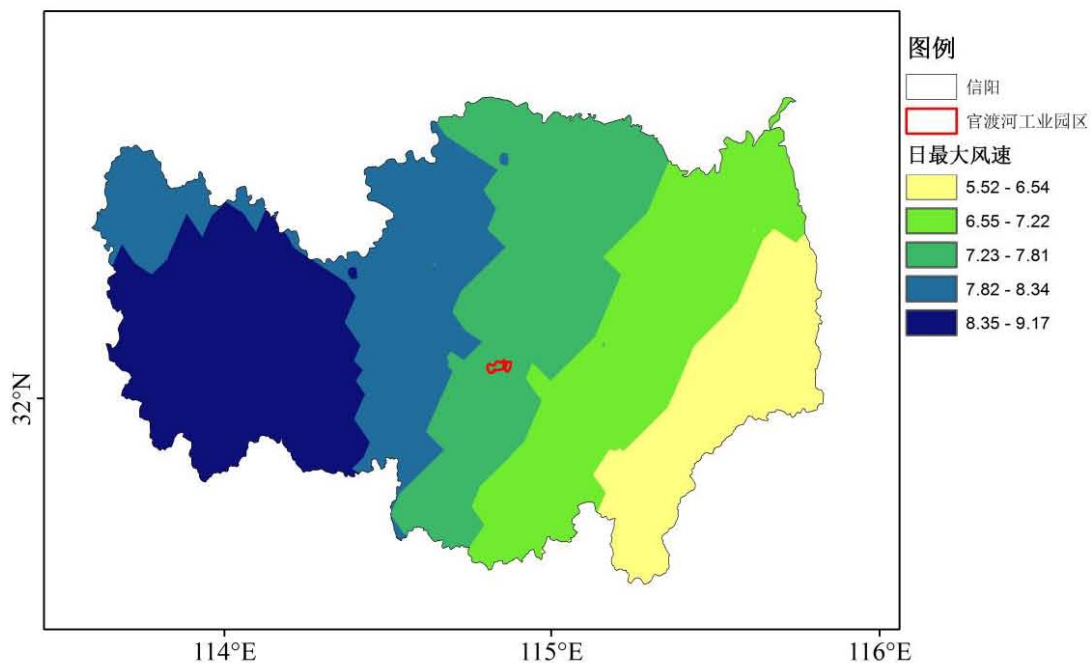 图例
信阳
官渡河工业园区
日最大风速
5.52 - 6.54
6.55 - 7.22
7.23 - 7.81
7.82 - 8.34
8.35 - 9.17
32°N
114°E
115°E
116°E